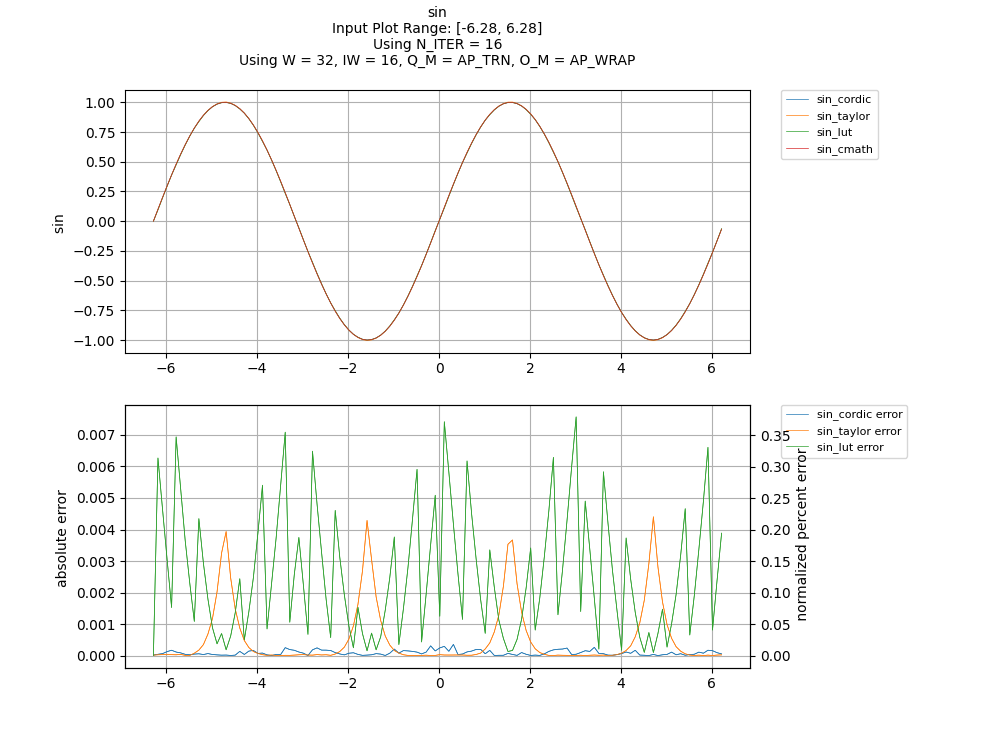 sin
Input Plot Range: [-6.28, 6.28]
Using N_ITER = 16
Using W = 32, IW = 16, Q_M = AP_TRN, O_M = AP_WRAP
sin_cordic
sin_taylor
sin_lut
sin_cmath
1.00
0.75
0.50
0.25
0.00
−0.25
−0.50
−0.75
−1.00
sin
−6 −4 −2 0 2 4 6
sin_cordic error
sin_taylor error
sin_lut error
0.007
0.006
0.005
0.004
0.003
0.002
0.001
0.000
absolute error
0.35
0.30
0.25
0.20
0.15
0.10
0.05
0.00
normalized percent error
−6 −4 −2 0 2 4 6